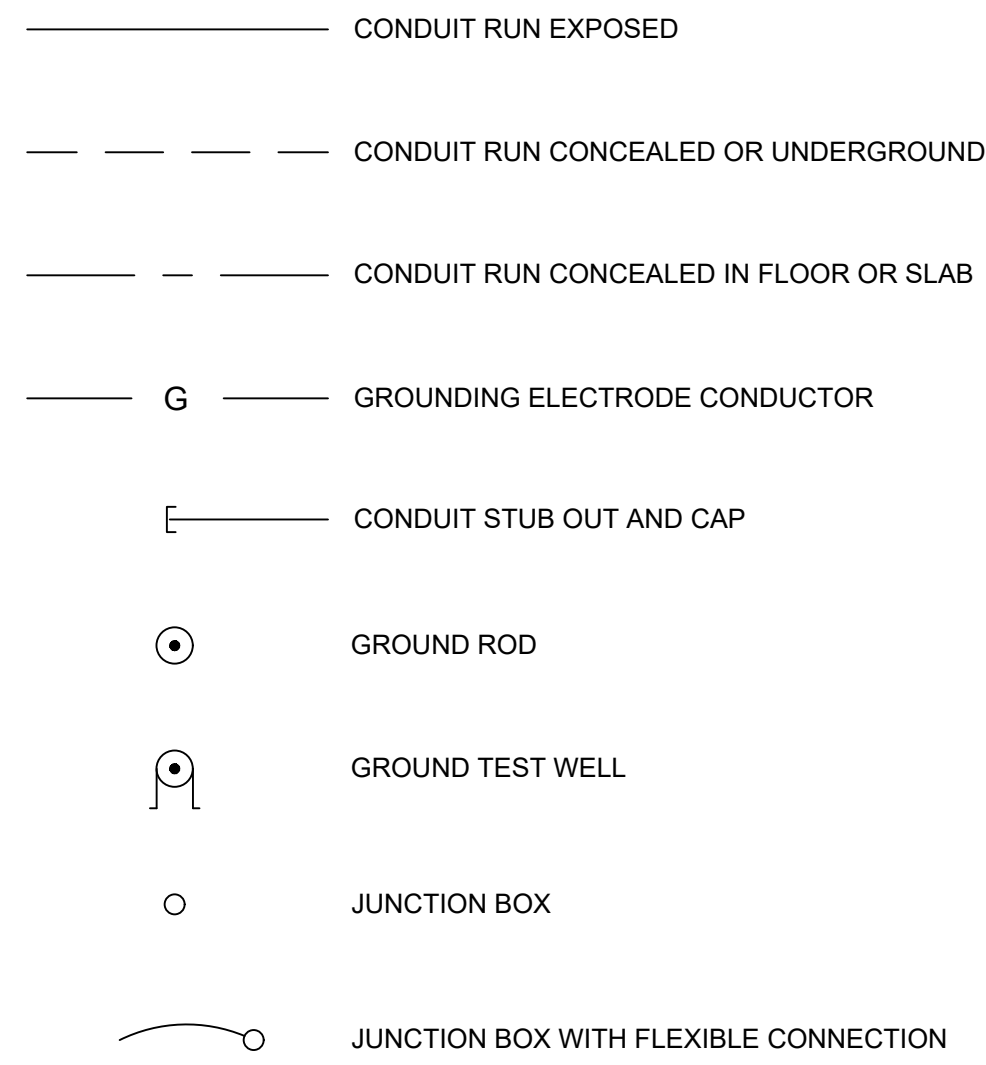 CONDUIT RUN EXPOSED
CONDUIT RUN CONCEALED OR UNDERGROUND
CONDUIT RUN CONCEALED IN FLOOR OR SLAB
G GROUNDING ELECTRODE CONDUCTOR
CONDUIT STUB OUT AND CAP
GROUND ROD
GROUND TEST WELL
JUNCTION BOX
JUNCTION BOX WITH FLEXIBLE CONNECTION